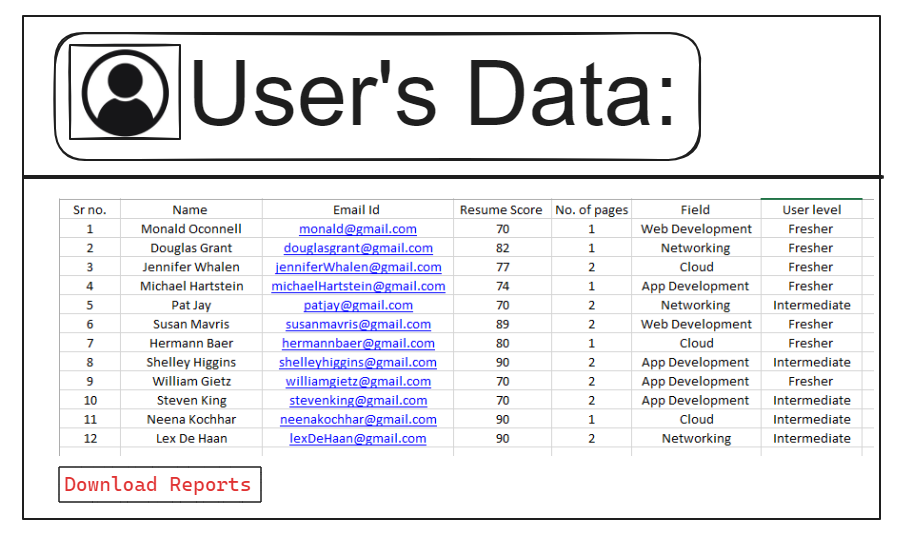 User's Data:
Sr no. Name Email Id Resume Score No. of pages Field User level
1 Monald Oconnell monald@gmail.com 70 1 Web Development Fresher
2 Douglas Grant douglasgrant@gmail.com 82 1 Networking Fresher
3 Jennifer Whalen jenniferWhalen@gmail.com 77 2 Cloud Fresher
4 Michael Hartstein michaelHartstein@gmail.com 74 1 App Development Fresher
5 Pat Jay patjay@gmail.com 70 2 Networking Intermediate
6 Susan Mavris susanmavris@gmail.com 89 2 Web Development Fresher
7 Hermann Baer hermannbaer@gmail.com 80 1 Cloud Fresher
8 Shelley Higgins shelleyhiggins@gmail.com 90 2 App Development Intermediate
9 William Gietz williamgietz@gmail.com 70 2 App Development Fresher
10 Steven King stevenking@gmail.com 70 2 App Development Intermediate
11 Neena Kochhar neenakochhar@gmail.com 90 1 Cloud Intermediate
12 Lex De Haan lexDeHaan@gmail.com 90 2 Networking Intermediate
Download Reports